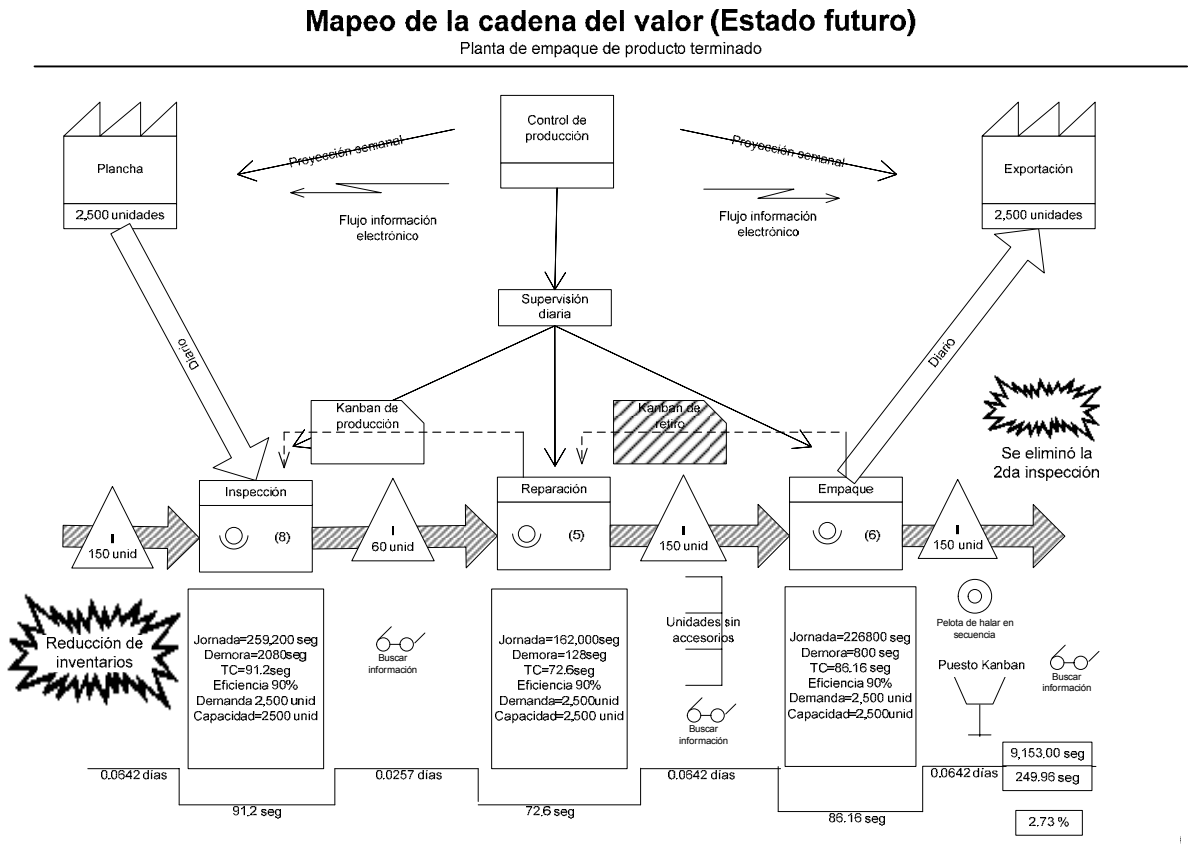 Mapeo de la cadena del valor (Estado futuro)
Planta de empaque de producto terminado
Plancha
2,500 unidades
Proyección semanal
Flujo información
electrónico
Control de
producción
Proyección semanal
Flujo información
electrónico
Exportación
2,500 unidades
Supervisión
diaria
Diario
Diario
Kanban de
producción
Kanban de
retiro
Se eliminó la
2da inspección
I
150 unid
Inspección
(8)
I
60 unid
Reparación
(5)
I
150 unid
Empaque
(6)
I
150 unid
Reducción de
inventarios
Jornada=259,200 seg
Demora=2080seg
TC=91.2seg
Eficiencia 90%
Demanda 2,500 unid
Capacidad=2500 unid
Buscar
información
Jornada=162,000seg
Demora=128seg
TC=72.6seg
Eficiencia 90%
Demanda=2,500unid
Capacidad=2,500 unid
Unidades sin
accesorios
Buscar
información
Jornada=226800 seg
Demora=800 seg
TC=86.16 seg
Eficiencia 90%
Demanda=2,500 unid
Capacidad=2,500unid
Pelota de halar en
secuencia
Puesto Kanban
Buscar
información
0.0642 días
91.2 seg
0.0257 días
72.6 seg
0.0642 días
86.16 seg
0.0642 días
9,153.00 seg
249.96 seg
2.73 %